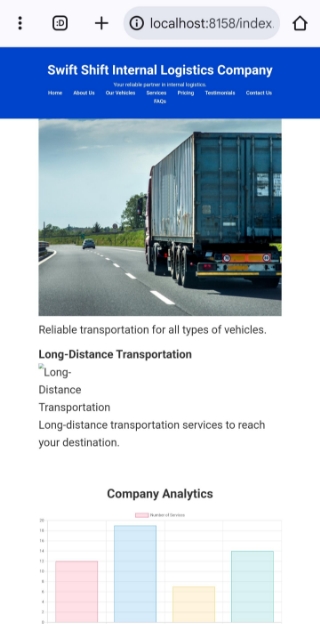 :D
localhost:8158/index.
Swift Shift Internal Logistics Company
Your reliable partner in internal logistics.
Home About Us Our Vehicles Services Pricing Testimonials Contact Us
FAQs
Reliable transportation for all types of vehicles.
Long-Distance Transportation
Long-
Distance
Transportation
Long-distance transportation services to reach
your destination.
Company Analytics
Number of Services
20
18
16
14
12
10
8
6
4
2
0